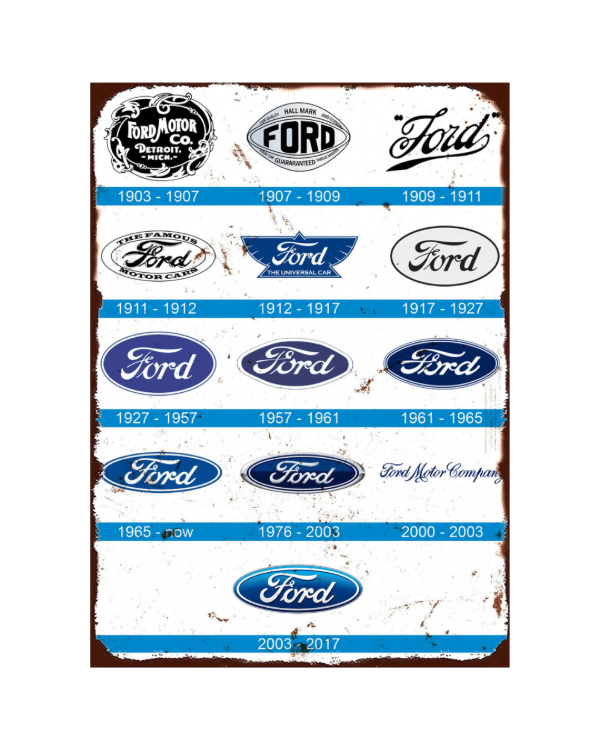 FORD MOTOR
CO.
DETROIT.
-MICH.-
HALL MARK
FORD
GUARARANTEED
"Ford"
1903 - 1907
1907 - 1909
1909 - 1911
THE FAMOUS
Ford
MOTOR CARS
Ford
THE UNIVERSAL CAR
Ford
1911 - 1912
1912 - 1917
1917 - 1927
Ford
Ford
Ford
1927 - 1957
1957 - 1961
1961 - 1965
Ford
Ford
Ford Motor Company
1965 - now
1976 - 2003
2000 - 2003
Ford
2003 - 2017